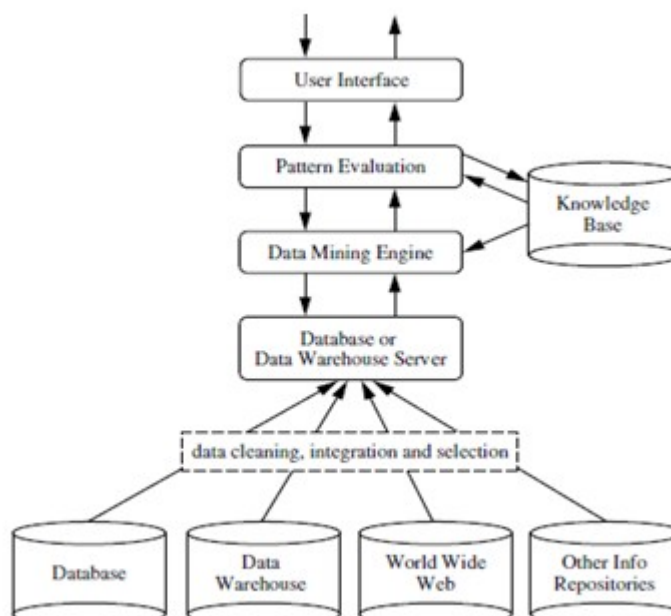 User Interface
Pattern Evaluation
Knowledge
Base
Data Mining Engine
Database or
Data Warehouse Server
data cleaning, integration and selection
Database
Data
Warehouse
World Wide
Web
Other Info
Repositories